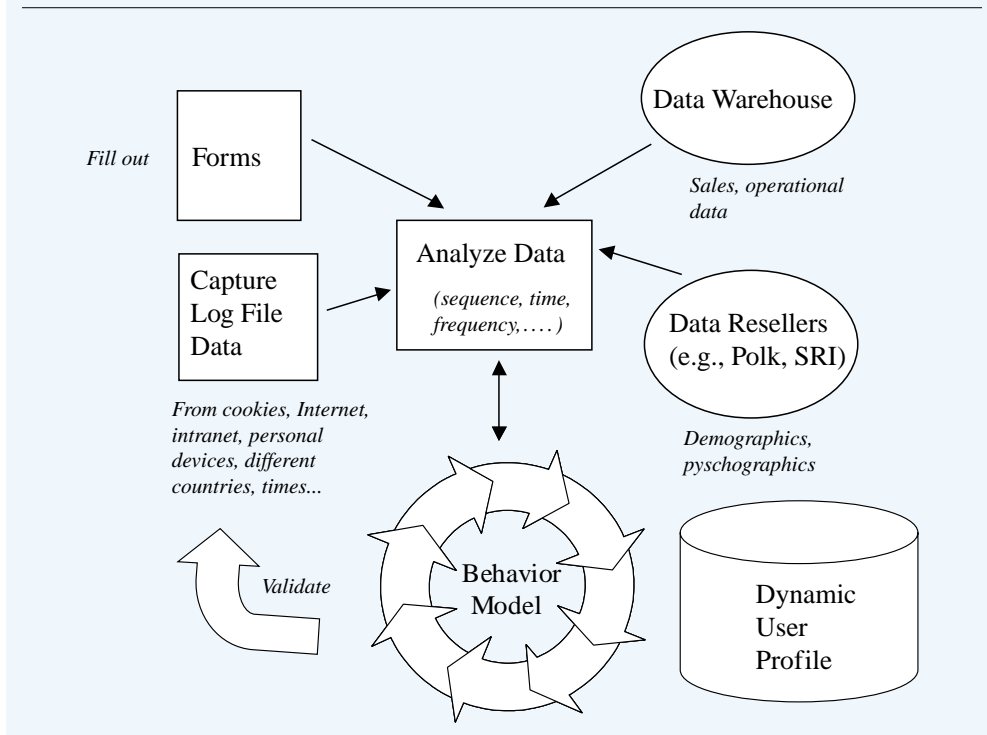 Fill out
Forms
Data Warehouse
Sales, operational
data
Analyze Data
(sequence, time,
frequency,....)
Capture
Log File
Data
From cookies, Internet,
intranet, personal
devices, different
countries, times...
Data Resellers
(e.g., Polk, SRI)
Demographics,
pyschographics
Validate
Behavior
Model
Dynamic
User
Profile